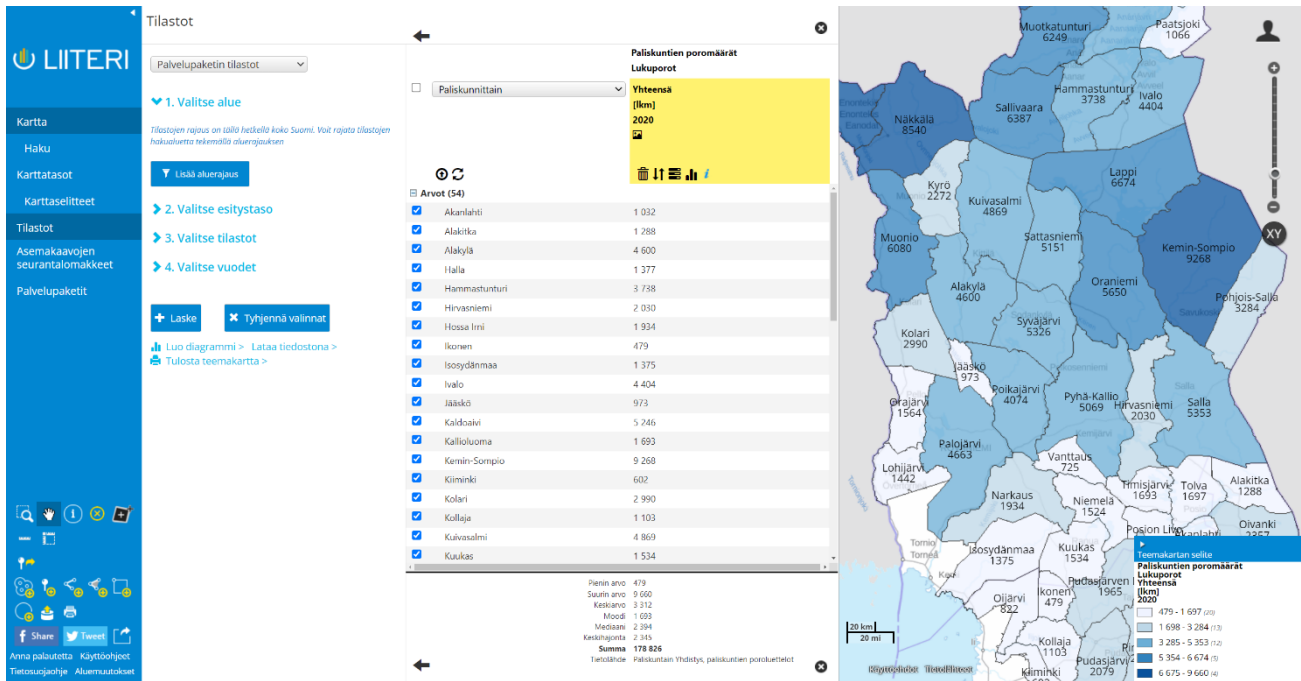 LIITERI
Kartta
Haku
Karttatasot
Karttaselitteet
Tilastot
Asemakaavojen
seurantalomakkeet
Palvelupaketit
Share
Tweet
Anna palautetta Käyttöohjeet
Tietosuojaohje Aluemuutokset
Tilastot
Palvelupaketin tilastot
1. Valitse alue
Tilastojen rajaus on tällä hetkellä koko Suomi. Voit rajata tilastojen
hakualuetta tekemällä aluerajauksen
Lisää aluerajaus
2. Valitse esitystaso
3. Valitse tilastot
4. Valitse vuodet
Laske
Tyhjennä valinnat
Luo diagrammi > Lataa tiedostona >
Tulosta teemakartta >
Paliskuntien poromäärät
Lukuporot
Paliskunnittain
Yhteensä
[lkm]
2020
Arvot (54)
Akanlahti 1 032
Alakitka 1 288
Alakylä 4 600
Halla 1 377
Hammastunturi 3 738
Hirvasniemi 2 030
Hossa Irni 1 934
Ikonen 479
Isosydänmaa 1 375
Ivalo 4 404
Jääskö 973
Kaldoaivi 5 246
Kallioluoma 1 693
Kemin-Sompio 9 268
Kiiminki 602
Kolari 2 990
Kollaja 1 103
Kuivasalmi 4 869
Kuukas 1 534
Pienin arvo 479
Suurin arvo 9 660
Keskiarvo 3 312
Moodi 1 693
Mediaani 2 394
Keskihajonta 2 345
Summa 178 826
Tietolähde Paliskuntain Yhdistys, paliskuntien poroluettelot
Muotkatunturi
6249
Paatsjoki
1066
Hammastunturi
3738
Ivalo
4404
Sallivaara
6387
Näkkälä
8540
Lappi
6674
Kyrö
2272
Kuivasalmi
4869
Sattasniemi
5151
Muonio
6080
Kemin-Sompio
9268
Oraniemi
5650
Alakylä
4600
Pohjois-Salla
3284
Syväjärvi
5326
Kolari
2990
Jääskö
973
Poikajärvi
4074
Pyhä-Kallio
5069
Hirvasniemi
2030
Salla
5353
Orajärvi
1564
Palojärvi
4663
Vanttaus
725
Lohijärvi
1442
Timisjärvi
1693
Tolva
1697
Alakitka
1288
Narkaus
1934
Niemelä
1524
Posion Livo
Akanlahti
Oivanki
2357
Isosydänmaa
1375
Kuukas
1534
Tornio
Torneå
Pudasjärven
1965
Ikonen
479
Oijärvi
822
Kollaja
1103
Pudasjärvi
2079
Kiiminki
XY
20 km
20 mi
Käyttöehdot Tietolähteet
Teemakartan selite
Paliskuntien poromäärät
Lukuporot
Yhteensä
[lkm]
2020
479 - 1 697 (20)
1 698 - 3 284 (13)
3 285 - 5 353 (12)
5 354 - 6 674 (5)
6 675 - 9 660 (4)